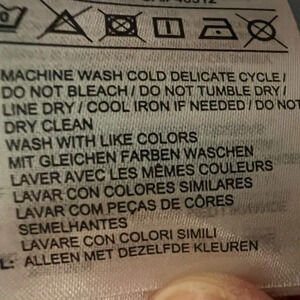 MACHINE WASH COLD DELICATE CYCLE /
DO NOT BLEACH / DO NOT TUMBLE DRY /
LINE DRY / COOL IRON IF NEEDED / DO NOT
DRY CLEAN
WASH WITH LIKE COLORS
MIT GLEICHEN FARBEN WASCHEN
LAVER AVEC LES MÊMES COULEURS
LAVAR CON COLORES SIMILARES
LAVAR COM PEÇAS DE CÔRES
SEMELHANTES
LAVARE CON COLORI SIMILI
L: ALLEEN MET DEZELFDE KLEUREN